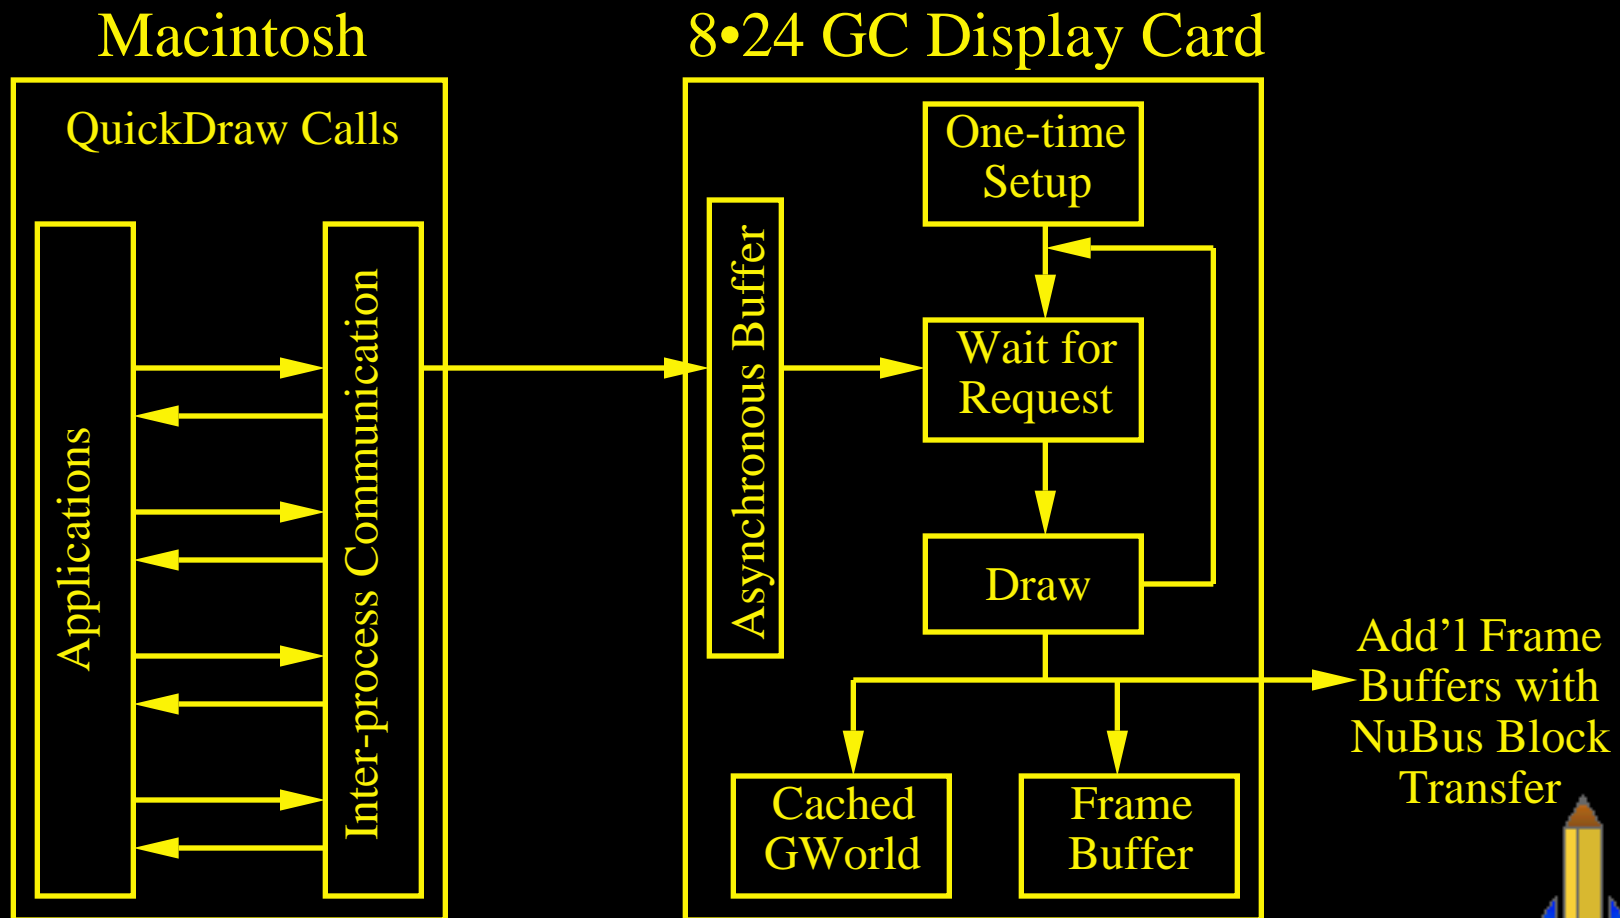 Macintosh
QuickDraw Calls
Applications
Inter-process Communication
8•24 GC Display Card
Asynchronous Buffer
One-time
Setup
Wait for
Request
Draw
Cached
GWorld
Frame
Buffer
Add’l Frame
Buffers with
NuBus Block
Transfer